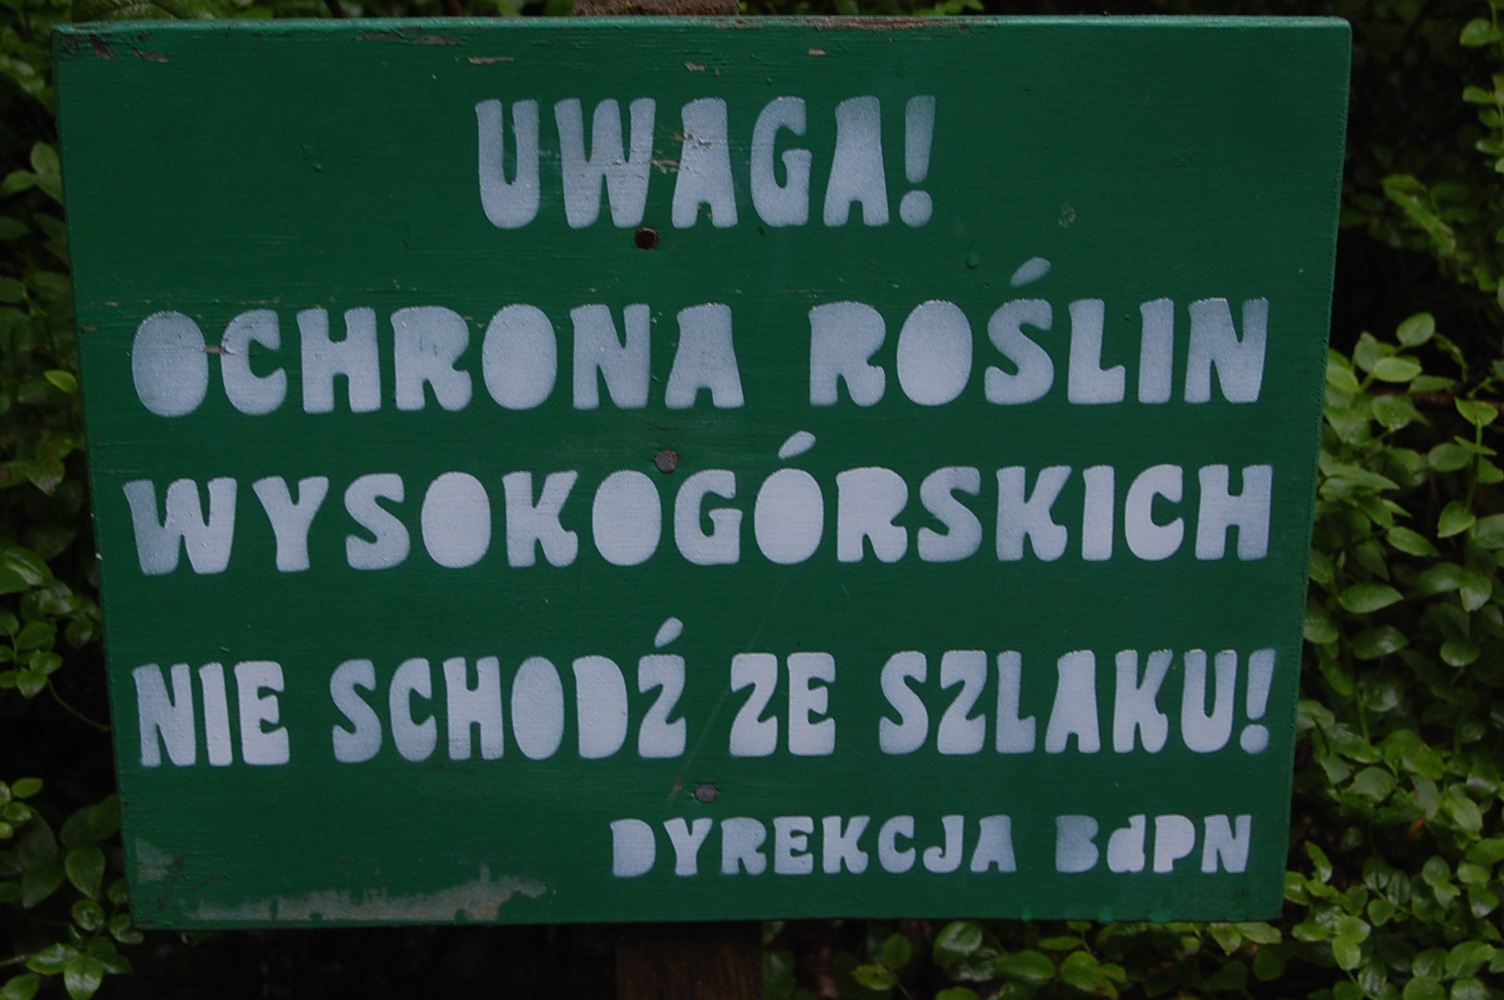 UWAGA!
OCHRONA ROŚLIN
WYSOKOGÓRSKICH
NIE SCHODŹ ZE SZLAKU!
DYREKCJA BdPN